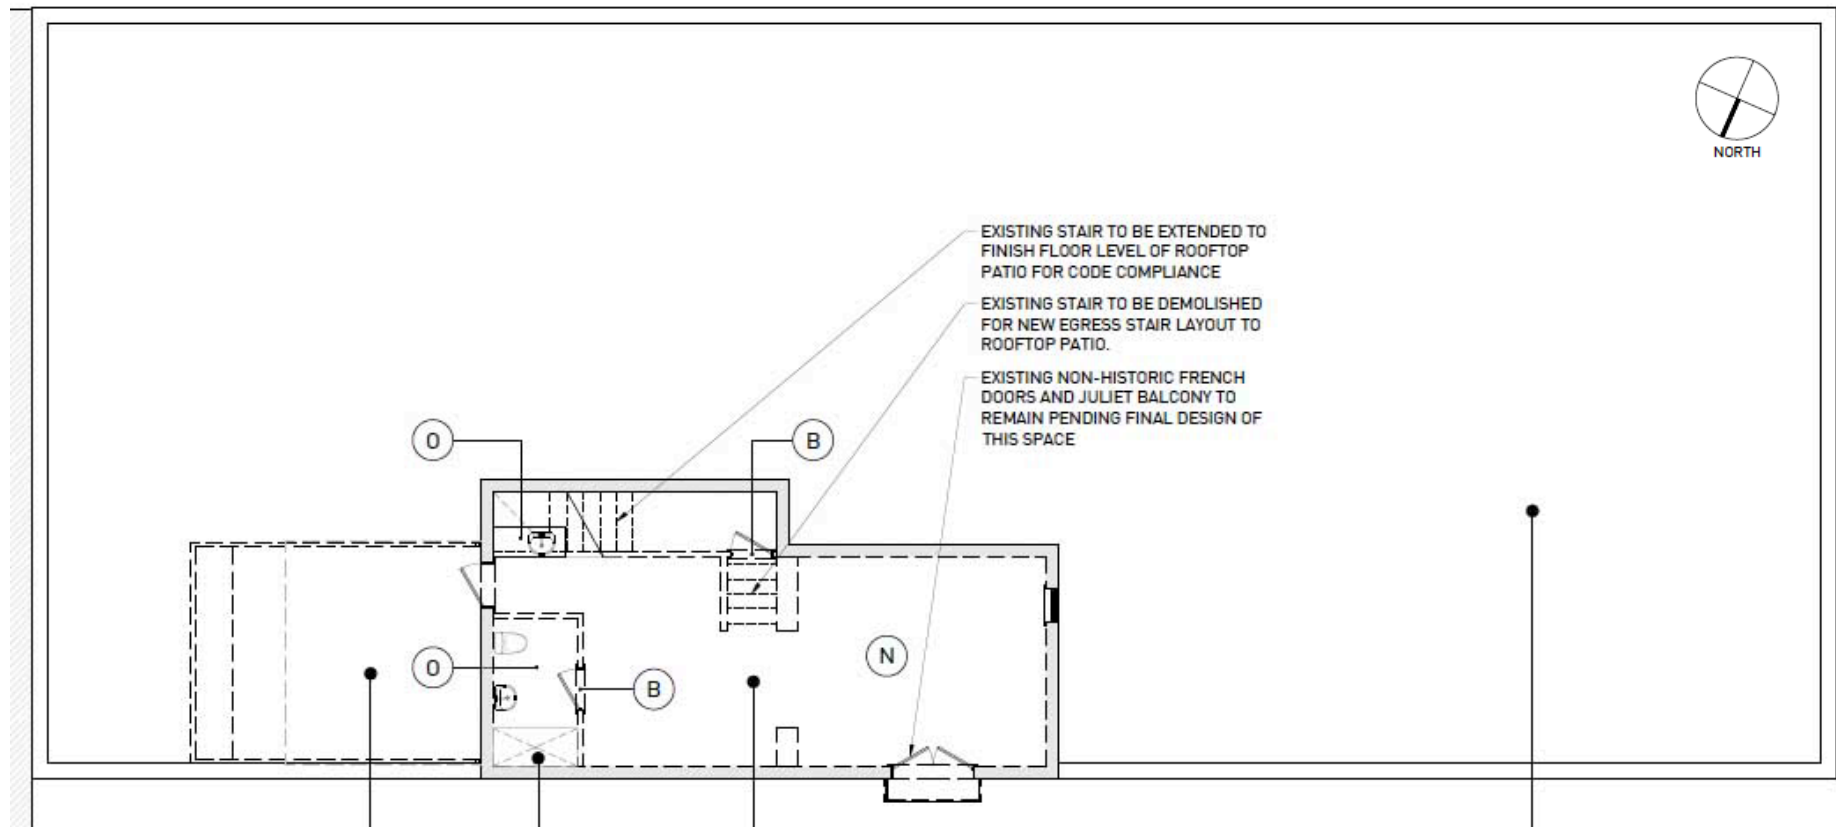 NORTH
EXISTING STAIR TO BE EXTENDED TO
FINISH FLOOR LEVEL OF ROOFTOP
PATIO FOR CODE COMPLIANCE
EXISTING STAIR TO BE DEMOLISHED
FOR NEW EGRESS STAIR LAYOUT TO
ROOFTOP PATIO.
EXISTING NON-HISTORIC FRENCH
DOORS AND JULIET BALCONY TO
REMAIN PENDING FINAL DESIGN OF
THIS SPACE
O
B
N
O
B